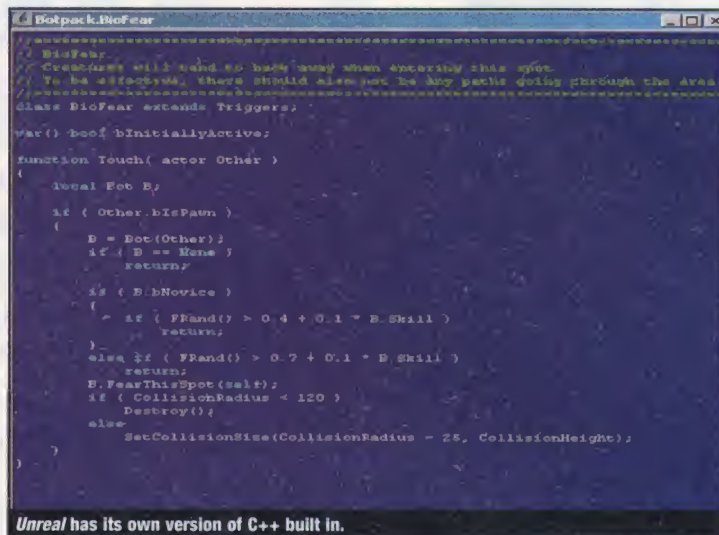 Botpack.BioFear
//=============================================================================
// BioFear.
// Creatures will tend to back away when entering this spot
// To be effective, there should also not be any paths going through the area
//=============================================================================
class BioFear extends Triggers;
var() bool bInitiallyActive;
function Touch( actor Other )
{
local Bot B;
if ( Other.bIsPawn )
{
B = Bot(Other);
if ( B == None )
return;
if ( B.bNovice )
{
if ( FRand() > 0.4 + 0.1 * B.Skill )
return;
}
else if ( FRand() > 0.7 + 0.1 * B.Skill )
return;
B.FearThisSpot(self);
if ( CollisionRadius < 120 )
Destroy();
else
SetCollisionSize(CollisionRadius - 25, CollisionHeight);
}
}
Unreal has its own version of C++ built in.